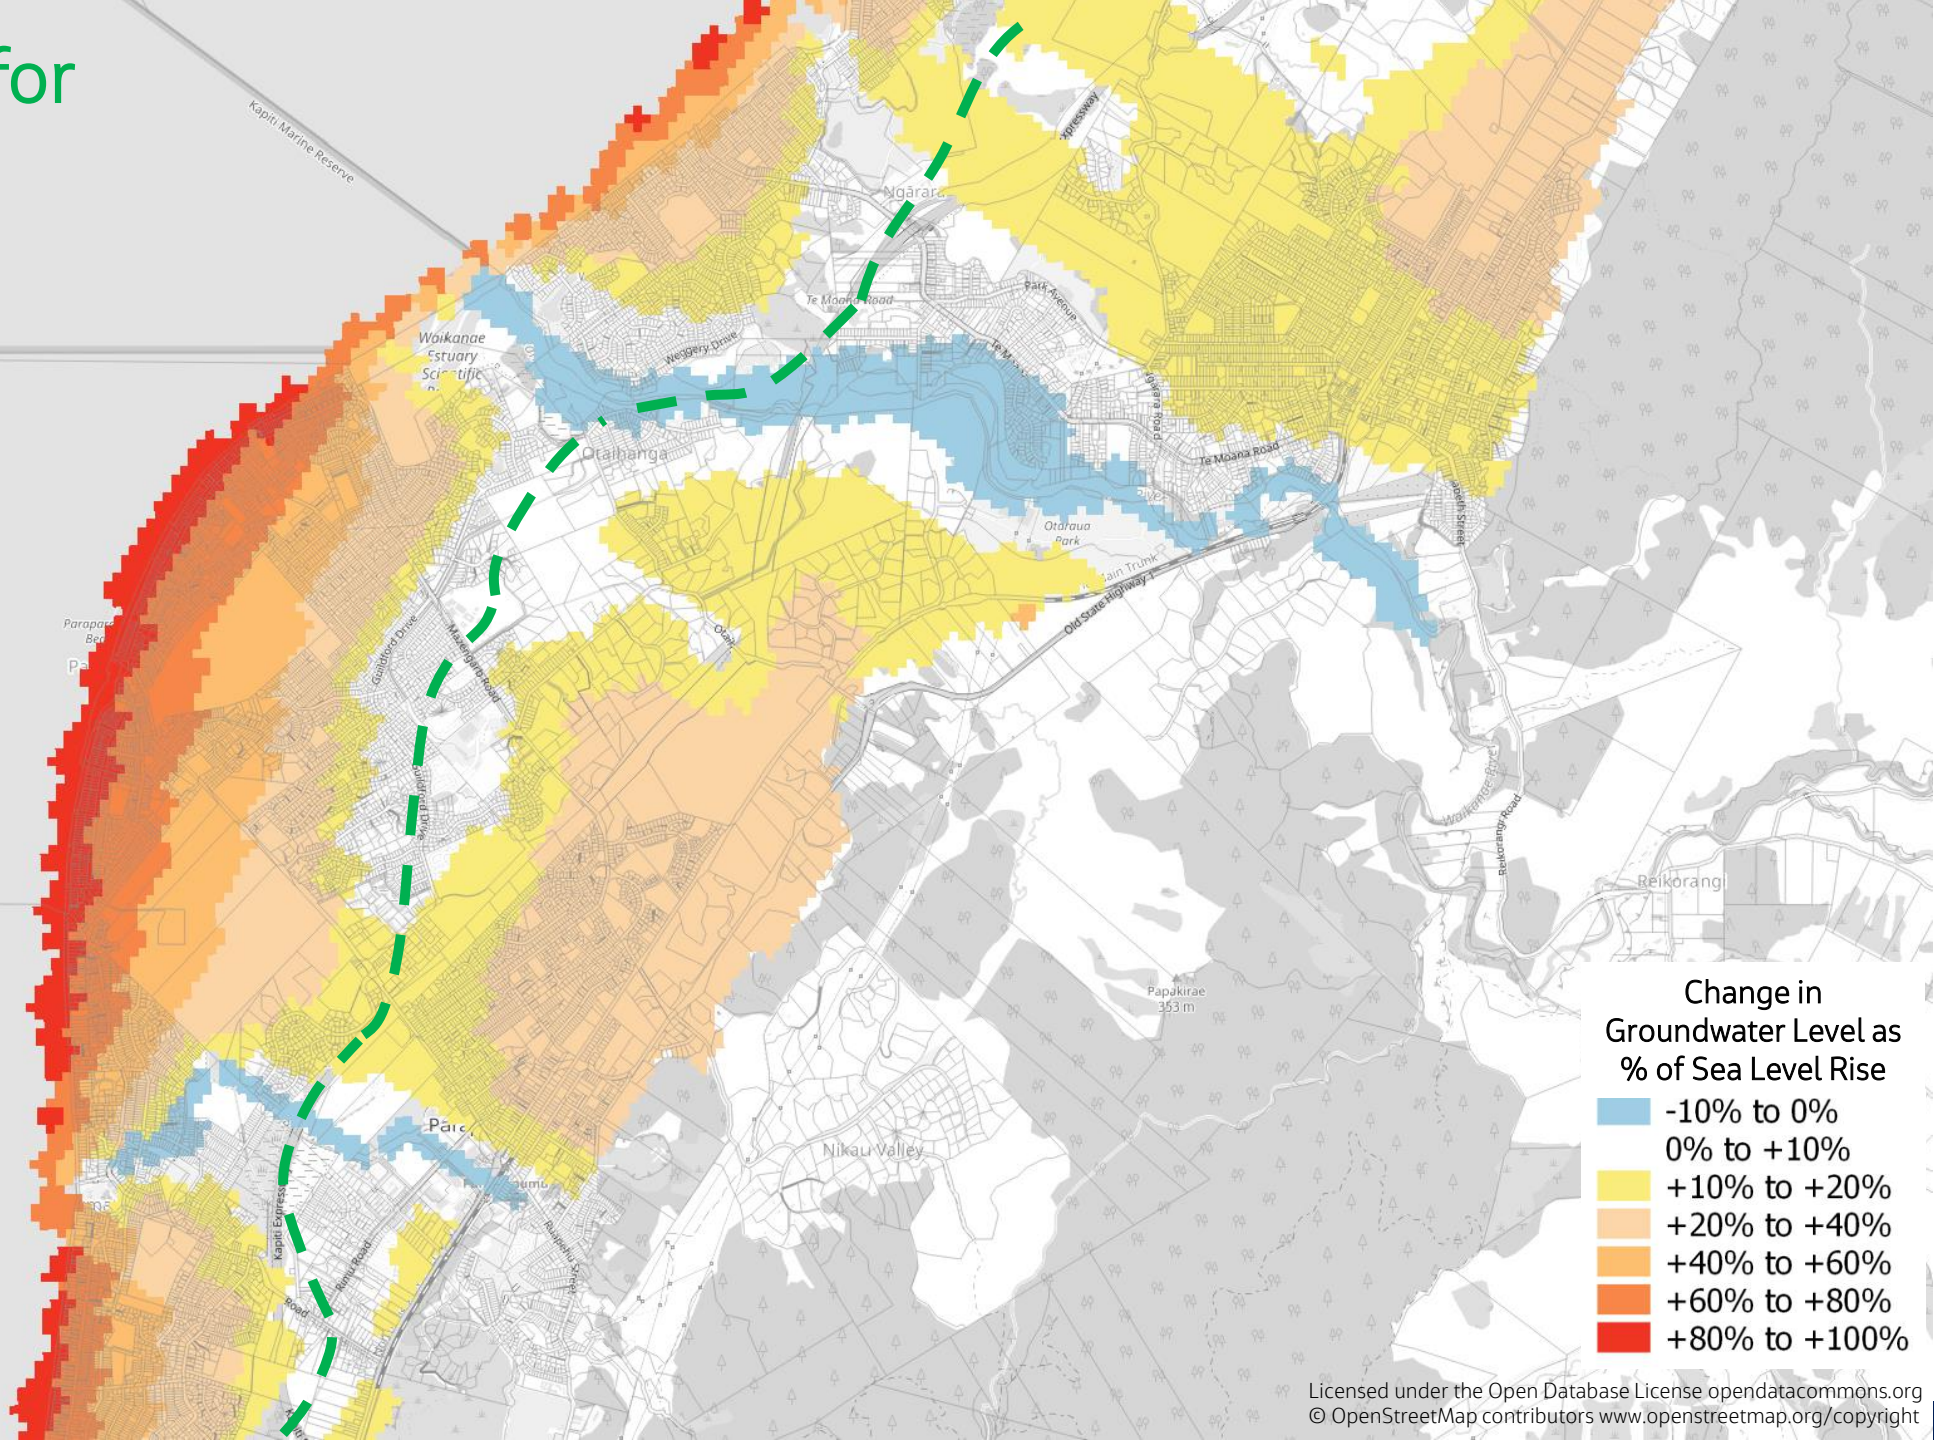 for
Kapiti Marine Reserve
Ngārara
Te Moana Road
Park Avenue
Waikanae
Estuary
Scientific
Weggery Drive
Otaihanga
Te Moana Road
Otaraua
Park
Main Trunk
Old State Highway 1
Guildford Drive
Mazengarb Road
Guildford Drive
Waikanae River
Reikorangi Road
Reikorangi
Papakirae
353 m
Nikau Valley
Kapiti Express
Rimu Road
Road
Ruapehu Street
Change in
Groundwater Level as
% of Sea Level Rise
-10% to 0%
0% to +10%
+10% to +20%
+20% to +40%
+40% to +60%
+60% to +80%
+80% to +100%
Licensed under the Open Database License opendatacommons.org
© OpenStreetMap contributors www.openstreetmap.org/copyright